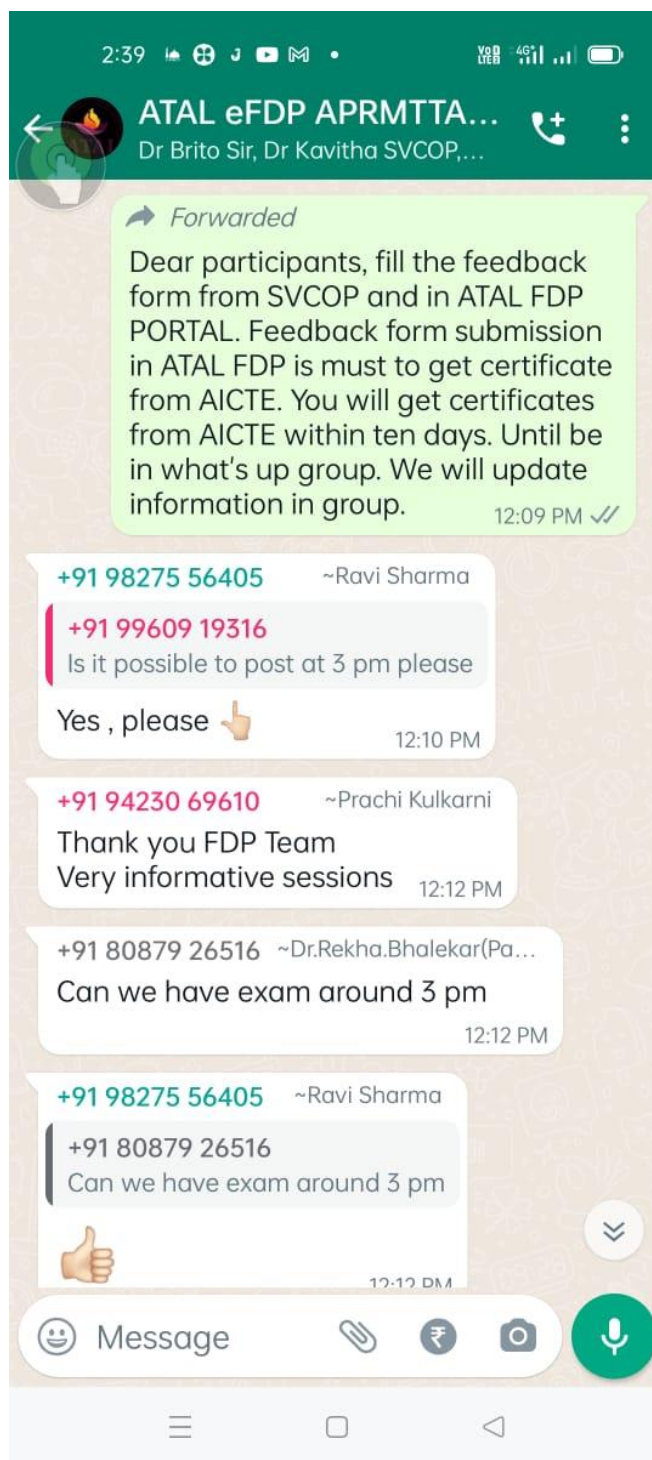 2:39
Vo LTE 4G
ATAL eFDP APRMTTA...
Dr Brito Sir, Dr Kavitha SVCOP,...
Forwarded
Dear participants, fill the feedback
form from SVCOP and in ATAL FDP
PORTAL. Feedback form submission
in ATAL FDP is must to get certificate
from AICTE. You will get certificates
from AICTE within ten days. Until be
in what's up group. We will update
information in group.
12:09 PM
+91 98275 56405 ~Ravi Sharma
+91 99609 19316
Is it possible to post at 3 pm please
Yes , please 👆🏻
12:10 PM
+91 94230 69610 ~Prachi Kulkarni
Thank you FDP Team
Very informative sessions 12:12 PM
+91 80879 26516 ~Dr.Rekha.Bhalekar(Pa...
Can we have exam around 3 pm
12:12 PM
+91 98275 56405 ~Ravi Sharma
+91 80879 26516
Can we have exam around 3 pm
👍🏻
12:12 PM
Message ₹